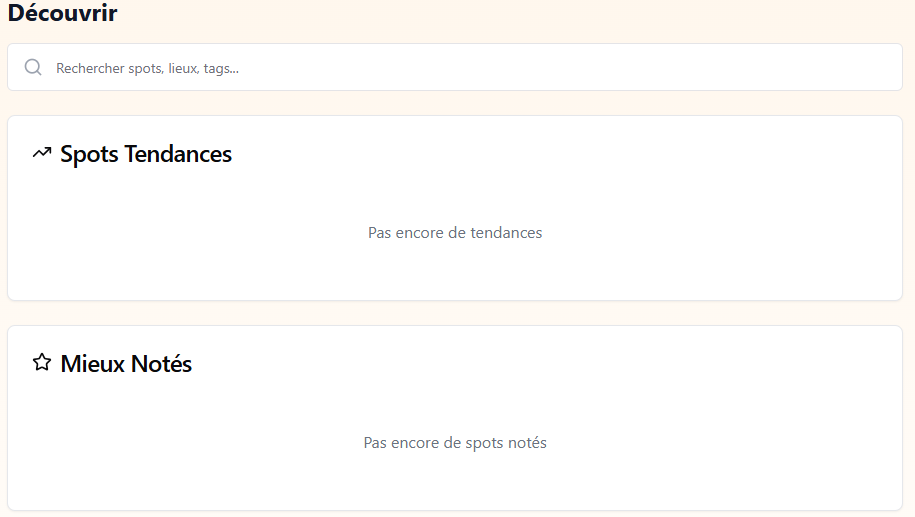 Découvrir
Rechercher spots, lieux, tags...
Spots Tendances
Pas encore de tendances
Mieux Notés
Pas encore de spots notés